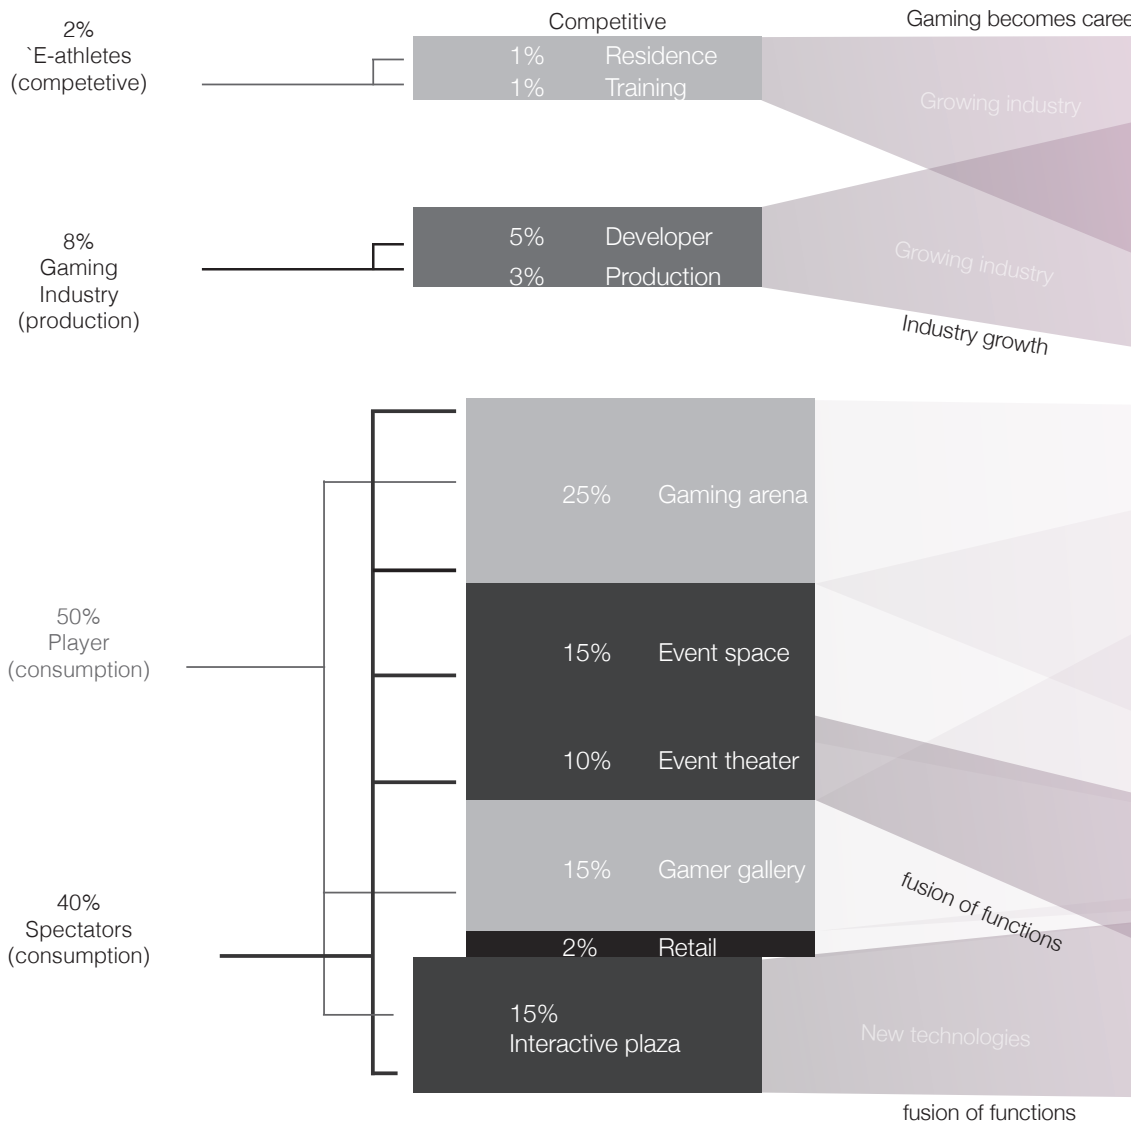 2%
`E-athletes
(competetive)
Competitive
1% Residence
1% Training
Gaming becomes caree
Growing industry
8%
Gaming
Industry
(production)
5% Developer
3% Production
Growing industry
Industry growth
50%
Player
(consumption)
40%
Spectators
(consumption)
25% Gaming arena
15% Event space
10% Event theater
15% Gamer gallery
2% Retail
15%
Interactive plaza
fusion of functions
New technologies
fusion of functions